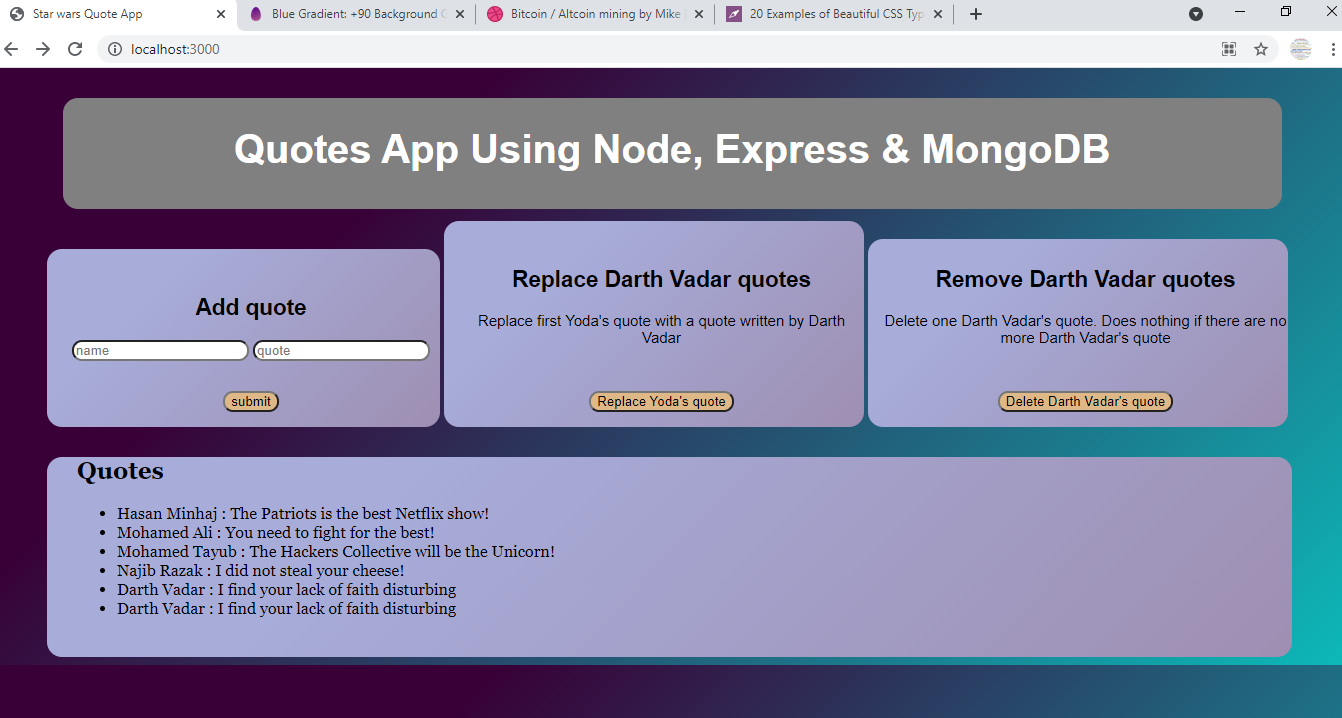 Star wars Quote App
Blue Gradient: +90 Background G
Bitcoin / Altcoin mining by Mike
20 Examples of Beautiful CSS Typ
localhost:3000
Quotes App Using Node, Express & MongoDB
Add quote
name
quote
submit
Replace Darth Vadar quotes
Replace first Yoda's quote with a quote written by Darth
Vadar
Replace Yoda's quote
Remove Darth Vadar quotes
Delete one Darth Vadar's quote. Does nothing if there are no
more Darth Vadar's quote
Delete Darth Vadar's quote
Quotes
• Hasan Minhaj : The Patriots is the best Netflix show!
• Mohamed Ali : You need to fight for the best!
• Mohamed Tayub : The Hackers Collective will be the Unicorn!
• Najib Razak : I did not steal your cheese!
• Darth Vadar : I find your lack of faith disturbing
• Darth Vadar : I find your lack of faith disturbing